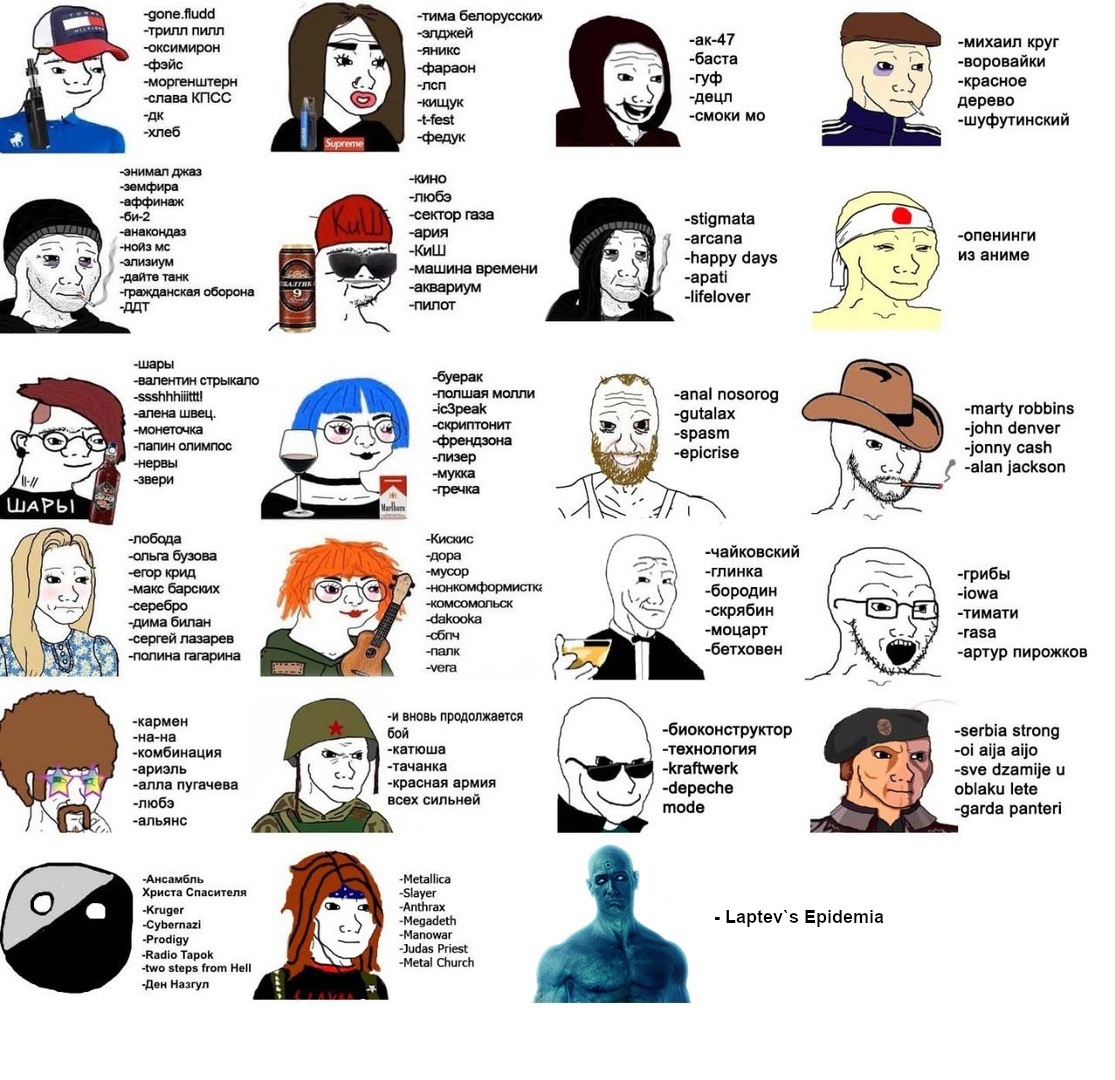 -gone.fludd
-трилл пилл
-оксимирон
-фэйс
-моргенштерн
-слава КПСС
-дк
-хлеб
-тима белорусских
-элджей
-яникс
-фараон
-лсп
-кищук
-t-fest
-федук
Supreme
-ак-47
-баста
-гуф
-децл
-смоки мо
-михаил круг
-воровайки
-красное
дерево
-шуфутинский
-энимал джаз
-земфира
-аффинаж
-би-2
-анакондаз
-нойз мс
-элизиум
-дайте танк
-гражданская оборона
-ДДТ
КиШ
БАЛТИКА
9
-кино
-любэ
-сектор газа
-ария
-КиШ
-машина времени
-аквариум
-пилот
-stigmata
-arcana
-happy days
-apati
-lifelover
-опенинги
из аниме
ШАРЫ
-шары
-валентин стрыкало
-ssshhhiiittt!
-алена швец.
-монеточка
-папин олимпос
-нервы
-звери
Marlboro
-буерак
-полшая молли
-ic3peak
-скриптонит
-френдзона
-лизер
-мукка
-гречка
-anal nosorog
-gutalax
-spasm
-epicrise
-marty robbins
-john denver
-jonny cash
-alan jackson
-лобода
-ольга бузова
-егор крид
-макс барских
-серебро
-дима билан
-сергей лазарев
-полина гагарина
-Кискис
-дора
-мусор
-нонкомформистка
-комсомольск
-dakooka
-сбпч
-палк
-vera
-чайковский
-глинка
-бородин
-скрябин
-моцарт
-бетховен
-грибы
-iowa
-тимати
-rasa
-артур пирожков
-кармен
-на-на
-комбинация
-ариэль
-алла пугачева
-любэ
-альянс
-и вновь продолжается
бой
-катюша
-тачанка
-красная армия
всех сильней
-биоконструктор
-технология
-kraftwerk
-depeche
mode
-serbia strong
-oi aija aijo
-sve dzamije u
oblaku lete
-garda panteri
-Ансамбль
Христа Спасителя
-Kruger
-Cybernazi
-Prodigy
-Radio Tapok
-two steps from Hell
-Ден Назгул
-Metallica
-Slayer
-Anthrax
-Megadeth
-Manowar
-Judas Priest
-Metal Church
- Laptev`s Epidemia